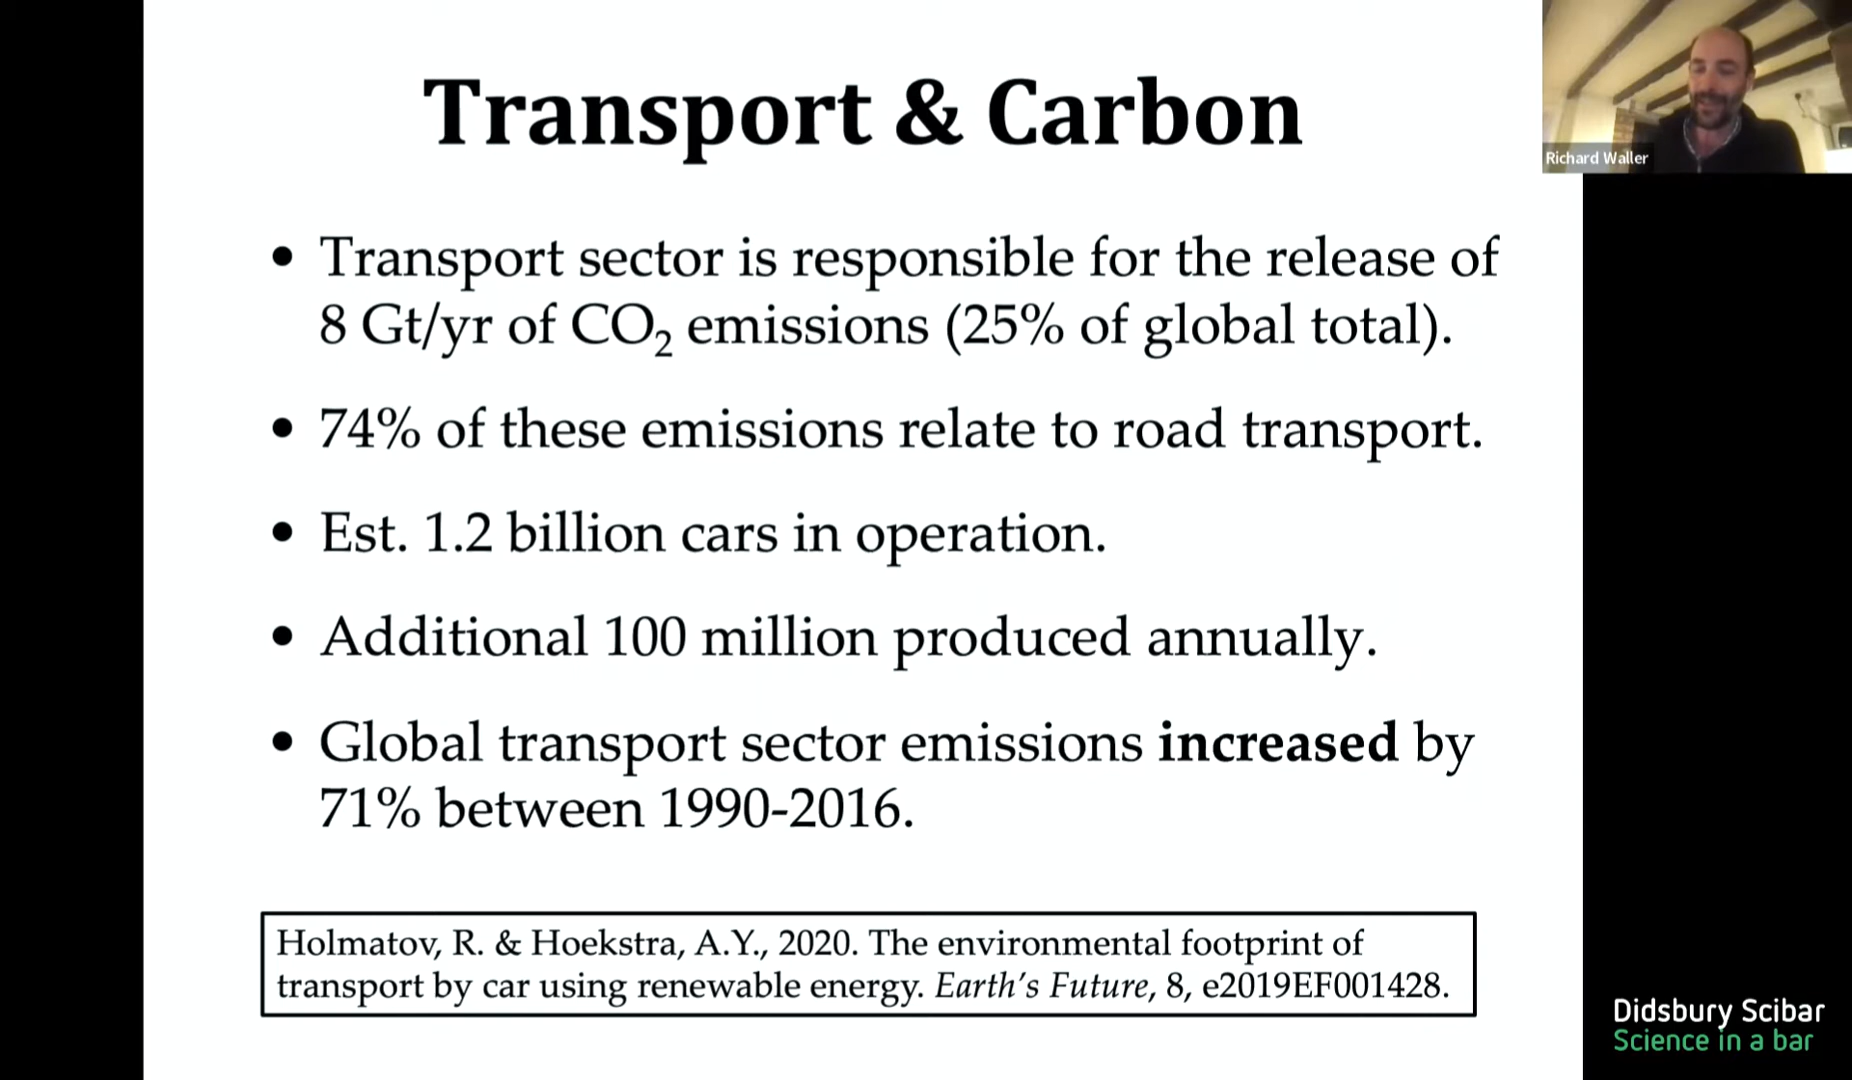 Transport & Carbon
Richard Waller
• Transport sector is responsible for the release of
8 Gt/yr of CO₂ emissions (25% of global total).
• 74% of these emissions relate to road transport.
• Est. 1.2 billion cars in operation.
• Additional 100 million produced annually.
• Global transport sector emissions increased by
71% between 1990-2016.
Holmatov, R. & Hoekstra, A.Y., 2020. The environmental footprint of
transport by car using renewable energy. Earth's Future, 8, e2019EF001428.
Didsbury Scibar
Science in a bar